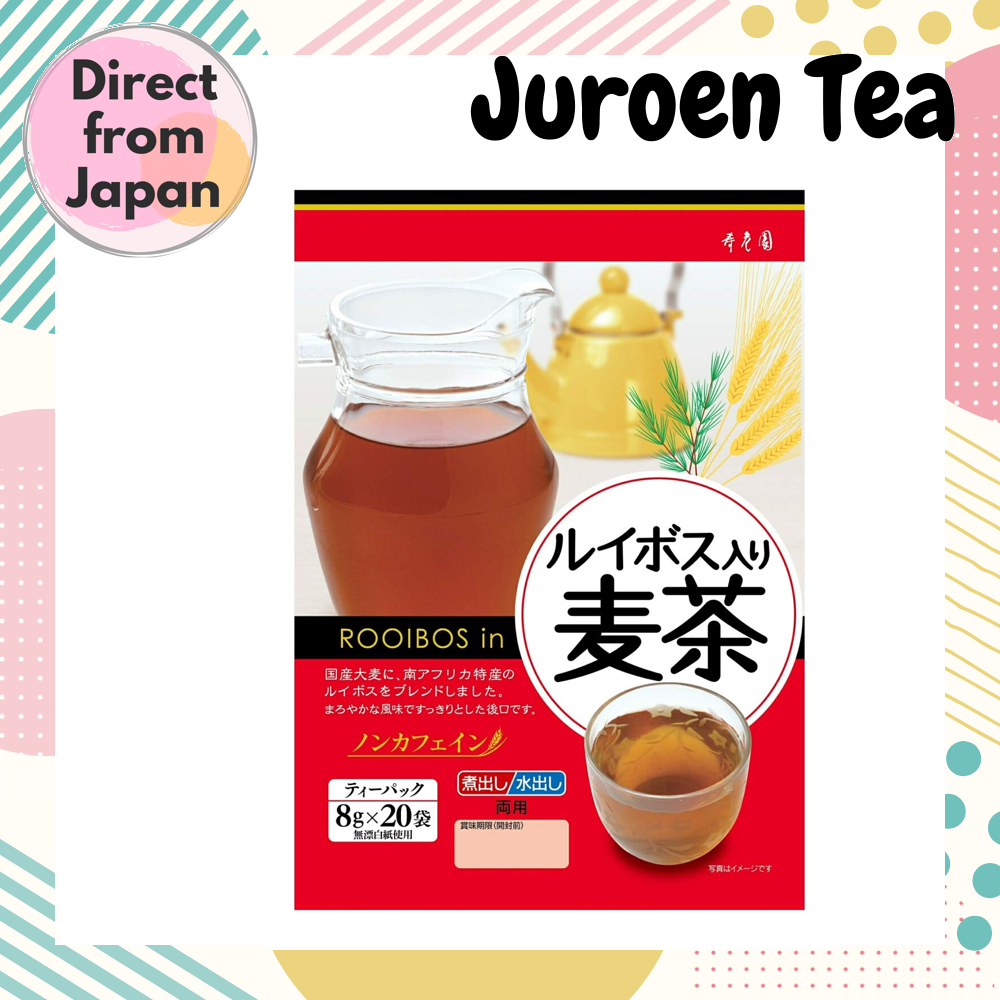 Direct
from
Japan
Juroen Tea
寿老園
ルイボス入り
麦茶
ROOIBOS in
国産大麦に、南アフリカ特産の
ルイボスをブレンドしました。
まろやかな風味ですっきりとした後口です。
ノンカフェイン
ティーパック
8g×20袋
無漂白紙使用
煮出し/水出し
両用
賞味期限(開封前)
写真はイメージです